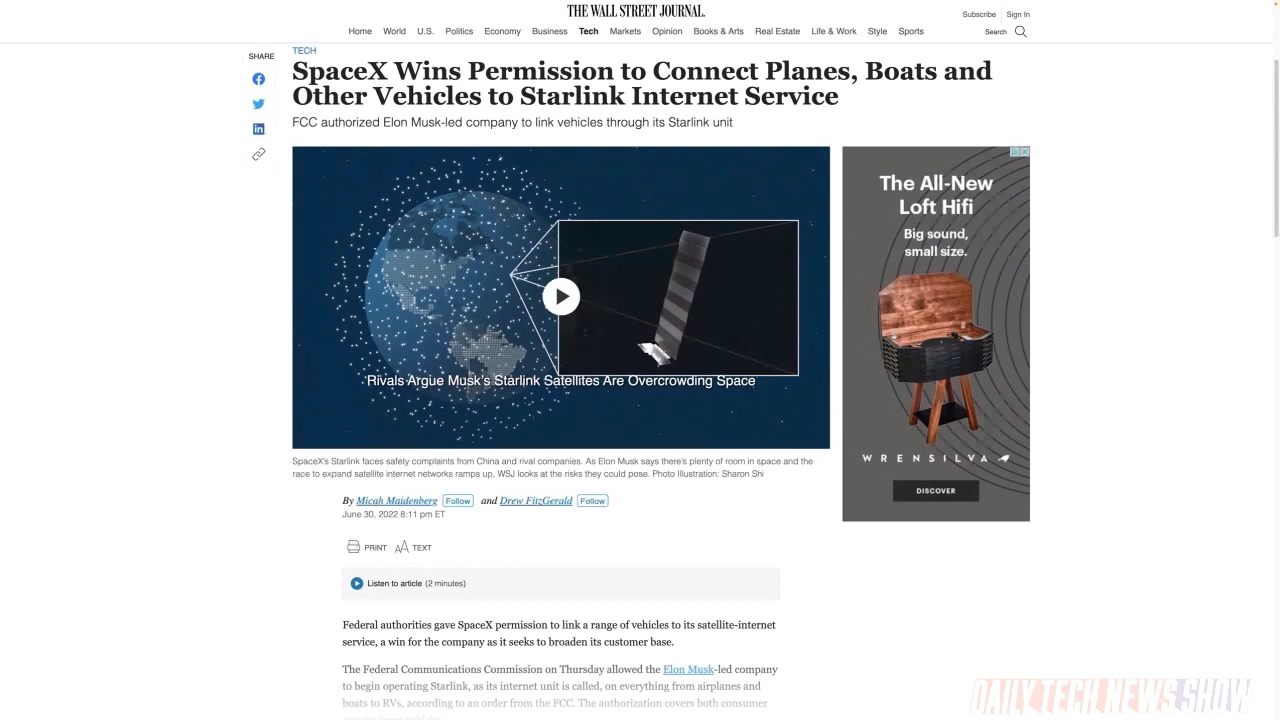 THE WALL STREET JOURNAL.
Subscribe Sign In
Home World U.S. Politics Economy Business Tech Markets Opinion Books & Arts Real Estate Life & Work Style Sports
Search
SHARE
TECH
SpaceX Wins Permission to Connect Planes, Boats and
Other Vehicles to Starlink Internet Service
FCC authorized Elon Musk-led company to link vehicles through its Starlink unit
Rivals Argue Musk's Starlink Satellites Are Overcrowding Space
SpaceX's Starlink faces safety complaints from China and rival companies. As Elon Musk says there's plenty of room in space and the
race to expand satellite internet networks ramps up, WSJ looks at the risks they could pose. Photo Illustration: Sharon Shi
The All-New
Loft Hifi
Big sound,
small size.
WRENSILVA
DISCOVER
By Micah Maidenberg Follow and Drew FitzGerald Follow
June 30, 2022 8:11 pm ET
PRINT AA TEXT
Listen to article (2 minutes)
Federal authorities gave SpaceX permission to link a range of vehicles to its satellite-internet
service, a win for the company as it seeks to broaden its customer base.
The Federal Communications Commission on Thursday allowed the Elon Musk-led company
to begin operating Starlink, as its internet unit is called, on everything from airplanes and
boats to RVs, according to an order from the FCC. The authorization covers both consumer
DAILY TECH NEWS SHOW